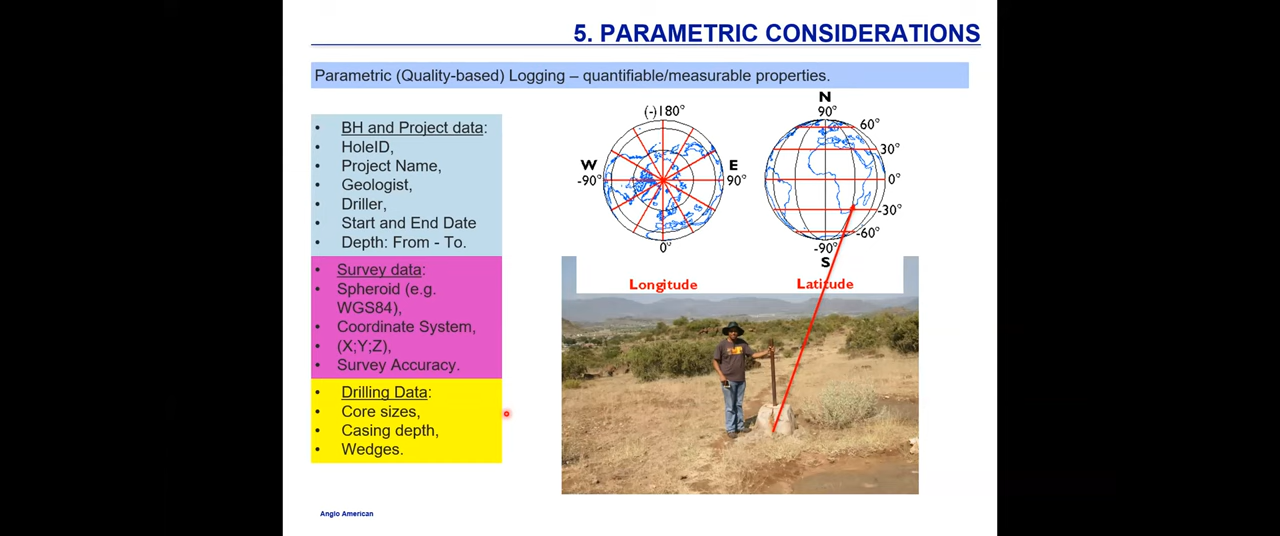 5. PARAMETRIC CONSIDERATIONS
Parametric (Quality-based) Logging – quantifiable/measurable properties.
• BH and Project data:
• HoleID,
• Project Name,
• Geologist,
• Driller,
• Start and End Date
• Depth: From - To.
• Survey data:
• Spheroid (e.g.
WGS84),
• Coordinate System,
• (X;Y;Z),
• Survey Accuracy.
• Drilling Data:
• Core sizes,
• Casing depth,
• Wedges.
(-)180°
W
-90°
E
90°
0°
Longitude
N
90°
60°
30°
0°
-30°
-60°
-90°
S
Latitude
Anglo American